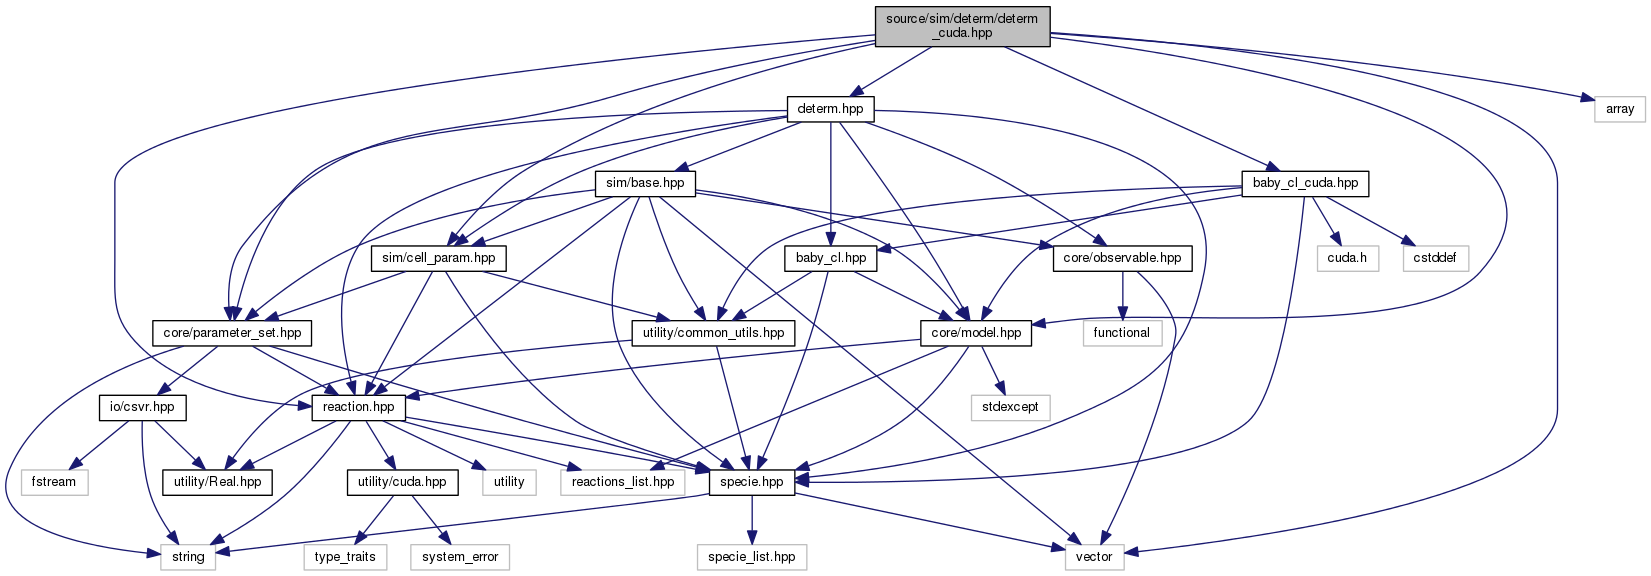 source/sim/determ/determ
_cuda.hpp
determ.hpp
array
sim/base.hpp
baby_cl_cuda.hpp
sim/cell_param.hpp
baby_cl.hpp
core/observable.hpp
cuda.h
cstddef
core/parameter_set.hpp
utility/common_utils.hpp
core/model.hpp
functional
io/csvr.hpp
reaction.hpp
stdexcept
fstream
utility/Real.hpp
utility/cuda.hpp
utility
reactions_list.hpp
specie.hpp
string
type_traits
system_error
specie_list.hpp
vector